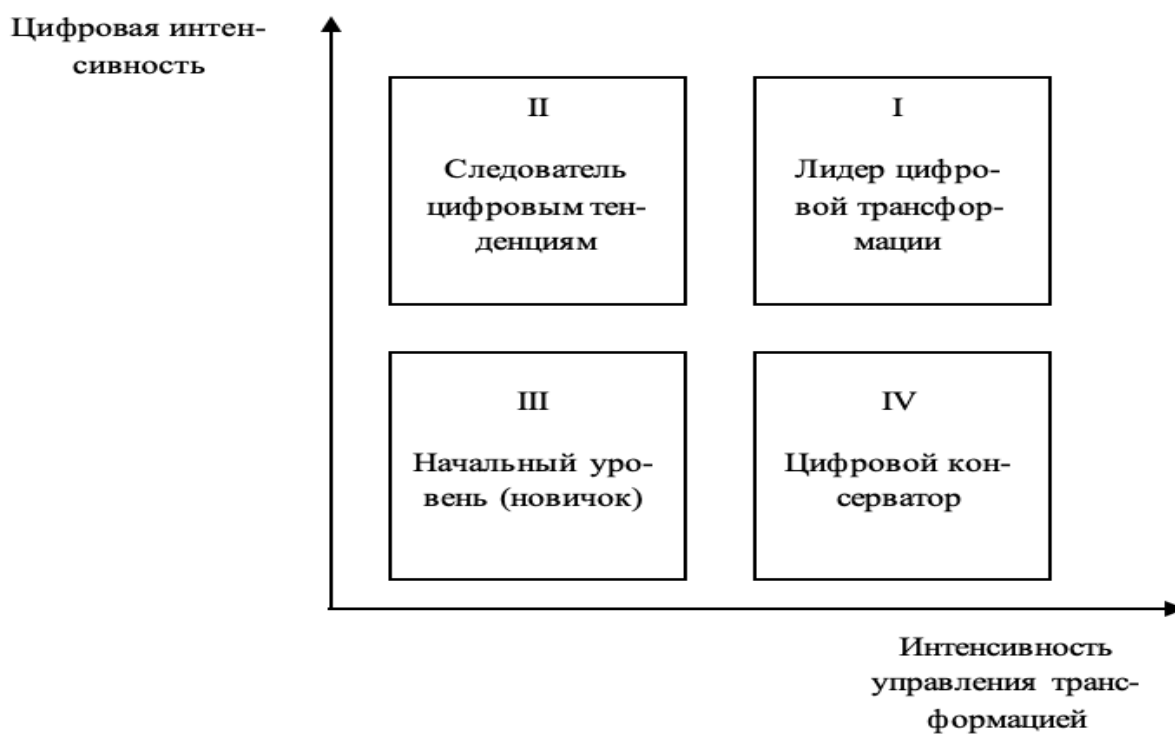 Цифровая интен-
сивность
II
Следователь
цифровым тен-
денциям
I
Лидер цифро-
вой трансфор-
мации
III
Начальный уро-
вень (новичок)
IV
Цифровой кон-
серватор
Интенсивность
управления транс-
формацией